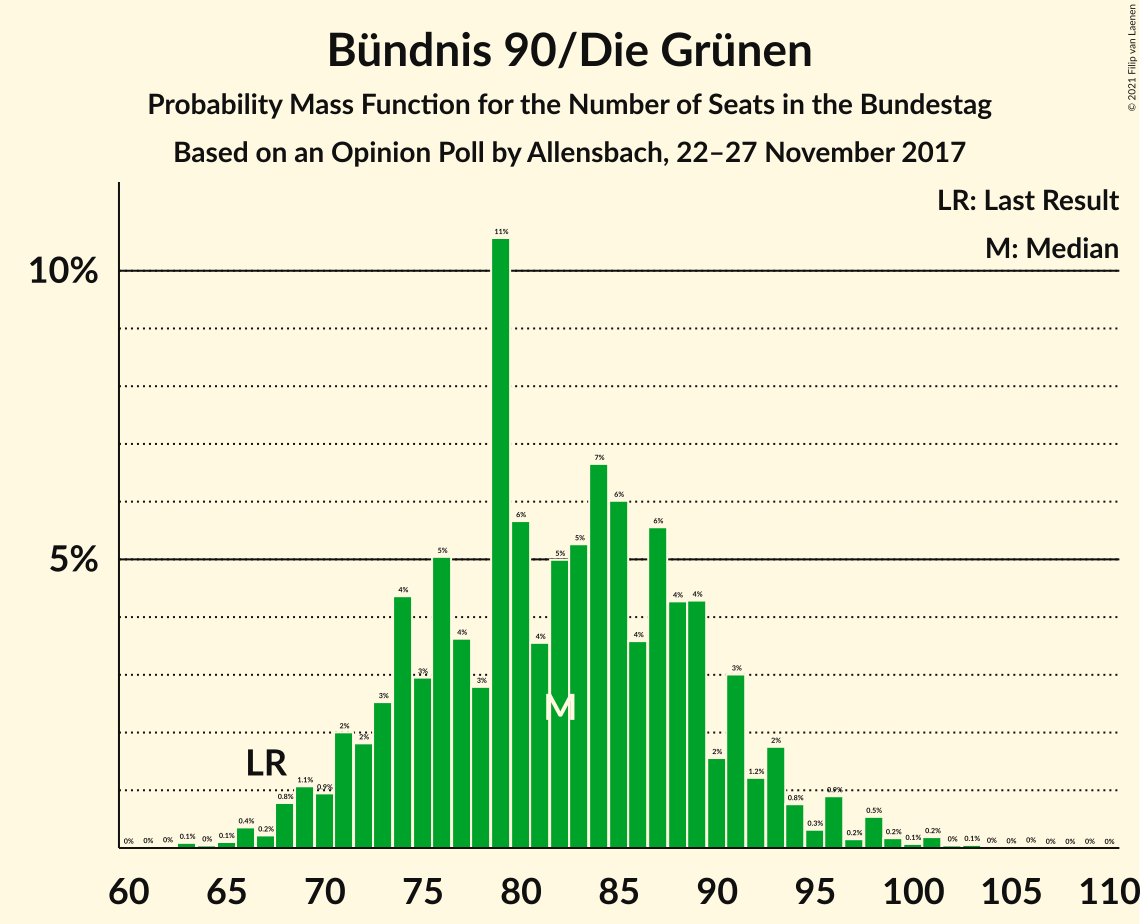 Bündnis 90/Die Grünen
Probability Mass Function for the Number of Seats in the Bundestag
Based on an Opinion Poll by Allensbach, 22–27 November 2017
© 2021 Filip van Laenen
LR: Last Result
M: Median
10%
5%
0% 0% 0% 0.1% 0% 0.1% 0.4% 0.2% 0.8% 1.1% 0.9% 2% 2% 3% 4% 3% 5% 4% 3% 11% 6% 4% 5% 5% 7% 6% 4% 6% 4% 4% 2% 3% 1.2% 2% 0.8% 0.3% 0.9% 0.2% 0.5% 0.2% 0.1% 0.2% 0% 0.1% 0% 0% 0% 0% 0% 0% 0%
LR
M
60 65 70 75 80 85 90 95 100 105 110